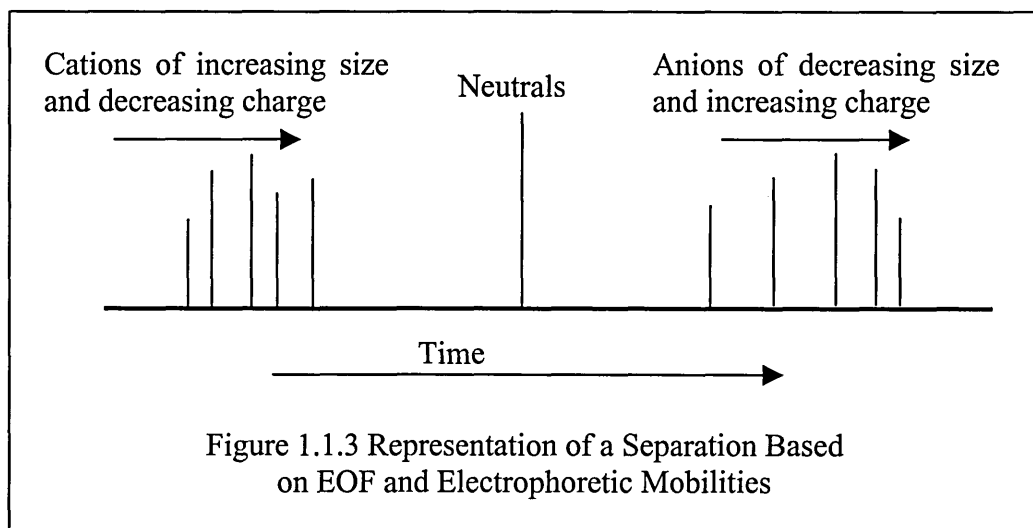 Cations of increasing size
and decreasing charge
Neutrals
Anions of decreasing size
and increasing charge
Time
Figure 1.1.3 Representation of a Separation Based
on EOF and Electrophoretic Mobilities